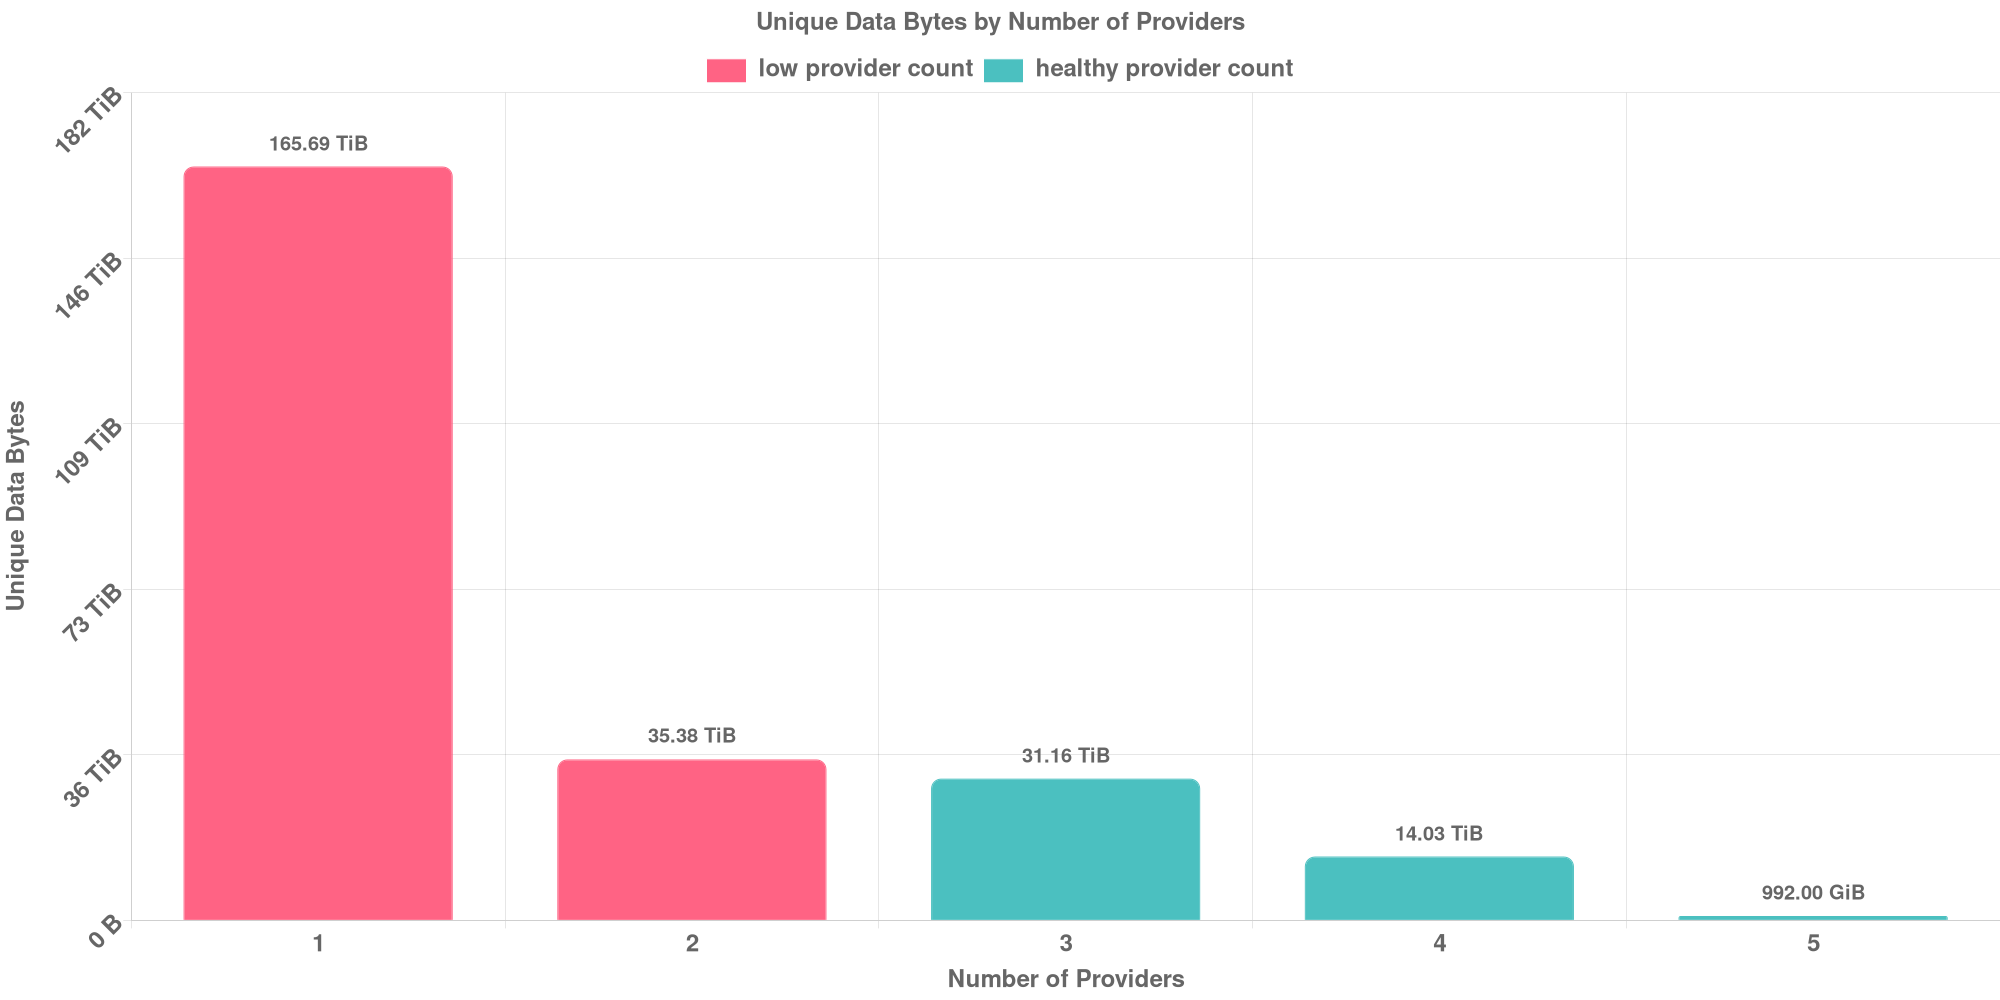 Unique Data Bytes by Number of Providers
low provider count healthy provider count
182 TiB
165.69 TiB
146 TiB
109 TiB
Unique Data Bytes
73 TiB
35.38 TiB
36 TiB
31.16 TiB
14.03 TiB
992.00 GiB
0 B
1 2 3 4 5
Number of Providers